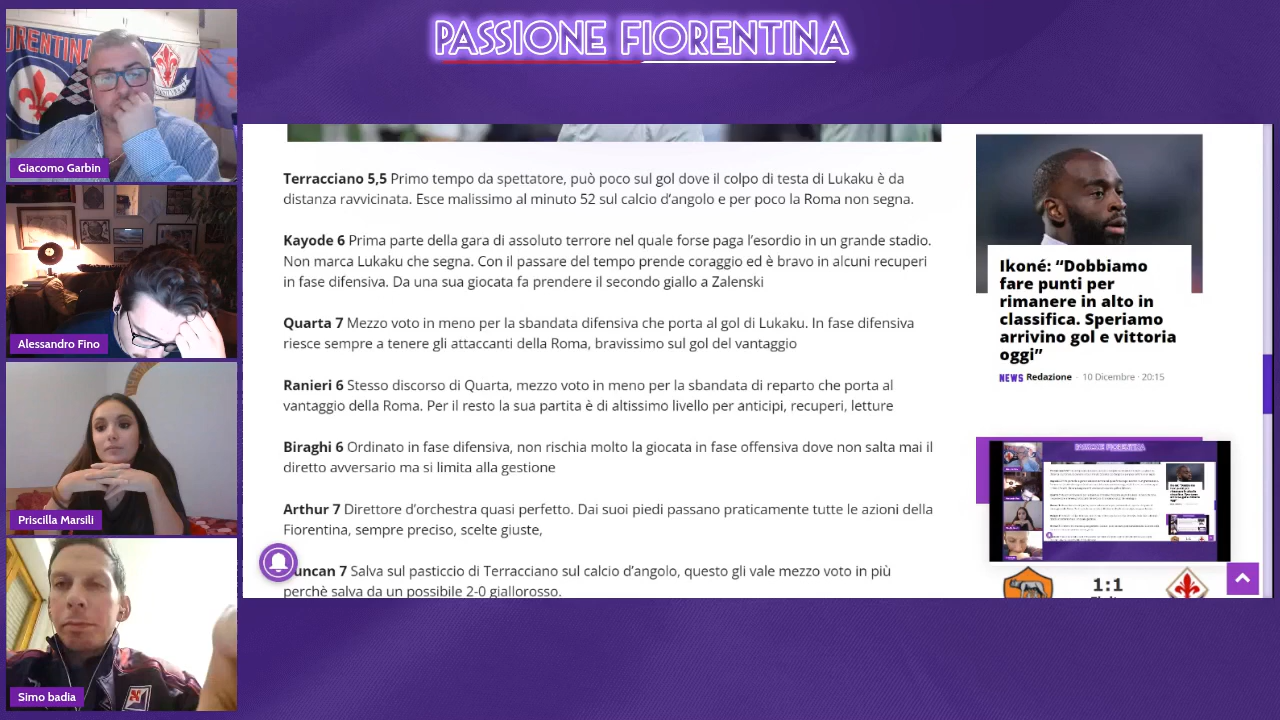 PASSIONE FIORENTINA
Giacomo Garbin
Alessandro Fino
Priscilla Marsili
Simo badia
Terracciano 5,5 Primo tempo da spettatore, può poco sul gol dove il colpo di testa di Lukaku è da
distanza ravvicinata. Esce malissimo al minuto 52 sul calcio d'angolo e per poco la Roma non segna.
Kayode 6 Prima parte della gara di assoluto terrore nel quale forse paga l'esordio in un grande stadio.
Non marca Lukaku che segna. Con il passare del tempo prende coraggio ed è bravo in alcuni recuperi
in fase difensiva. Da una sua giocata fa prendere il secondo giallo a Zalenski
Quarta 7 Mezzo voto in meno per la sbandata difensiva che porta al gol di Lukaku. In fase difensiva
riesce sempre a tenere gli attaccanti della Roma, bravissimo sul gol del vantaggio
Ranieri 6 Stesso discorso di Quarta, mezzo voto in meno per la sbandata di reparto che porta al
vantaggio della Roma. Per il resto la sua partita è di altissimo livello per anticipi, recuperi, letture
Biraghi 6 Ordinato in fase difensiva, non rischia molto la giocata in fase offensiva dove non salta mai il
diretto avversario ma si limita alla gestione
Arthur 7 quasi perfetto. Dai suoi piedi passano praticamente tutte le azioni della
Fiorentina, sempre preciso, scelte giuste,
Duncan 7 Salva sul pasticcio di Terracciano sul calcio d'angolo, questo gli vale mezzo voto in più
perchè salva da un possibile 2-0 giallorosso.
Ikoné: "Dobbiamo
fare punti per
rimanere in alto in
classifica. Speriamo
arrivino gol e vittoria
oggi"
NEWS Redazione - 10 Dicembre · 20:15
PASSIONE FIORENTINA
1:1